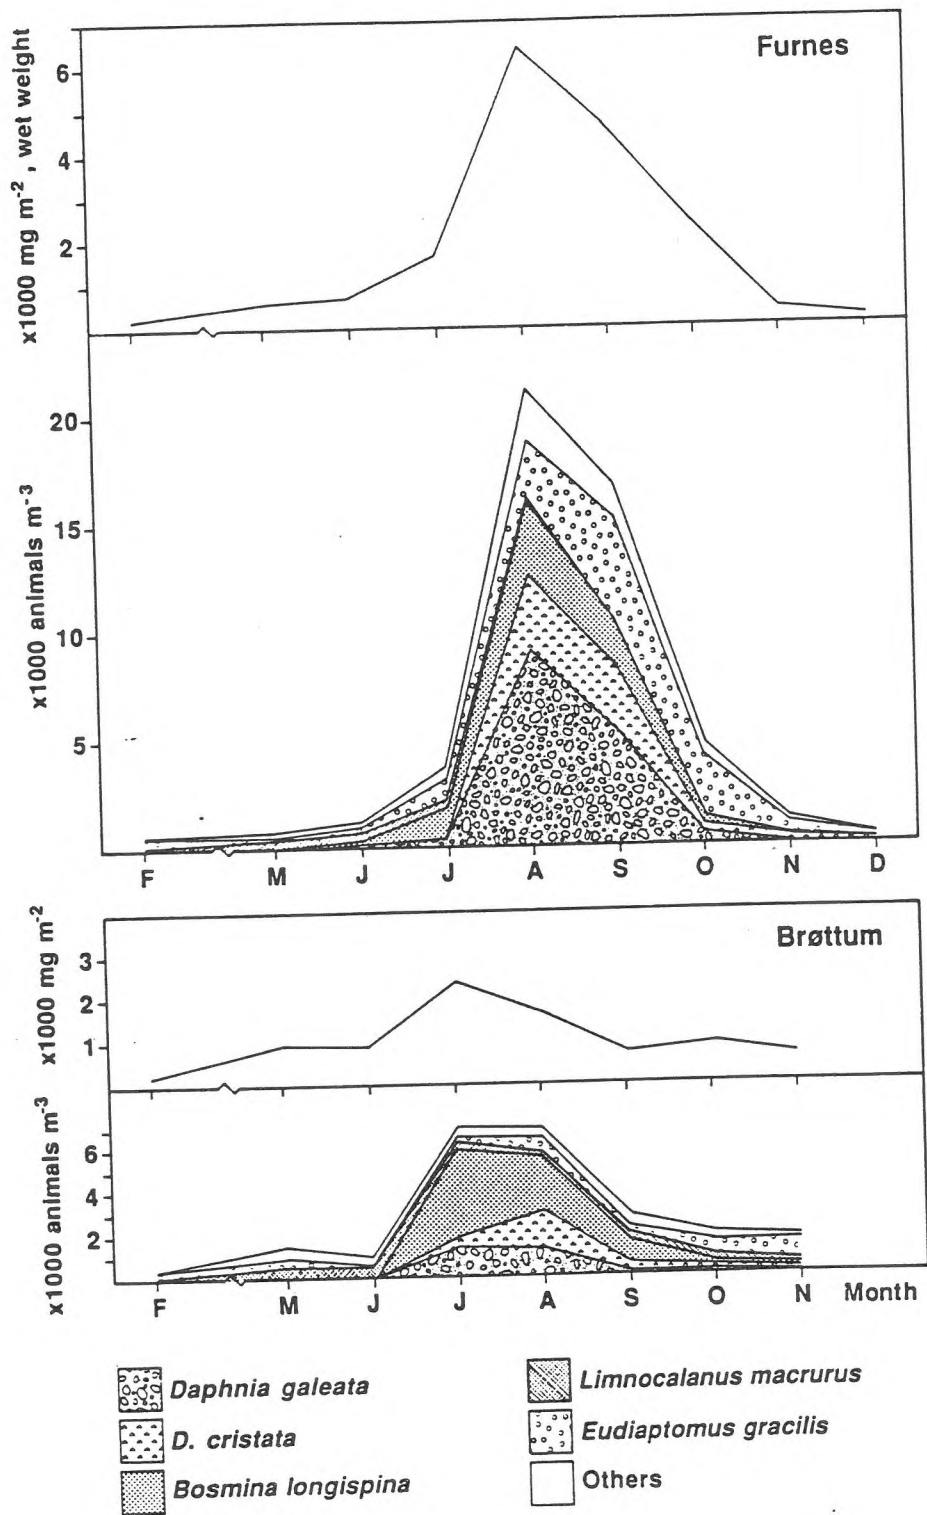 Furnes
x1000 mg m-2 , wet weight
6
4
2
x1000 animals m-3
20
15
10
5
F M J J A S O N D
Brøttum
x1000 mg m-2
3
2
1
x1000 animals m-3
6
4
2
F M J J A S O N Month
Daphnia galeata
D. cristata
Bosmina longispina
Limnocalanus macrurus
Eudiaptomus gracilis
Others